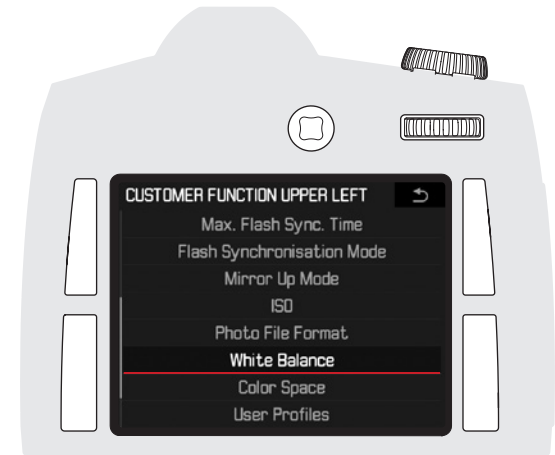 CUSTOMER FUNCTION UPPER LEFT
Max. Flash Sync. Time
Flash Synchronisation Mode
Mirror Up Mode
ISO
Photo File Format
White Balance
Color Space
User Profiles